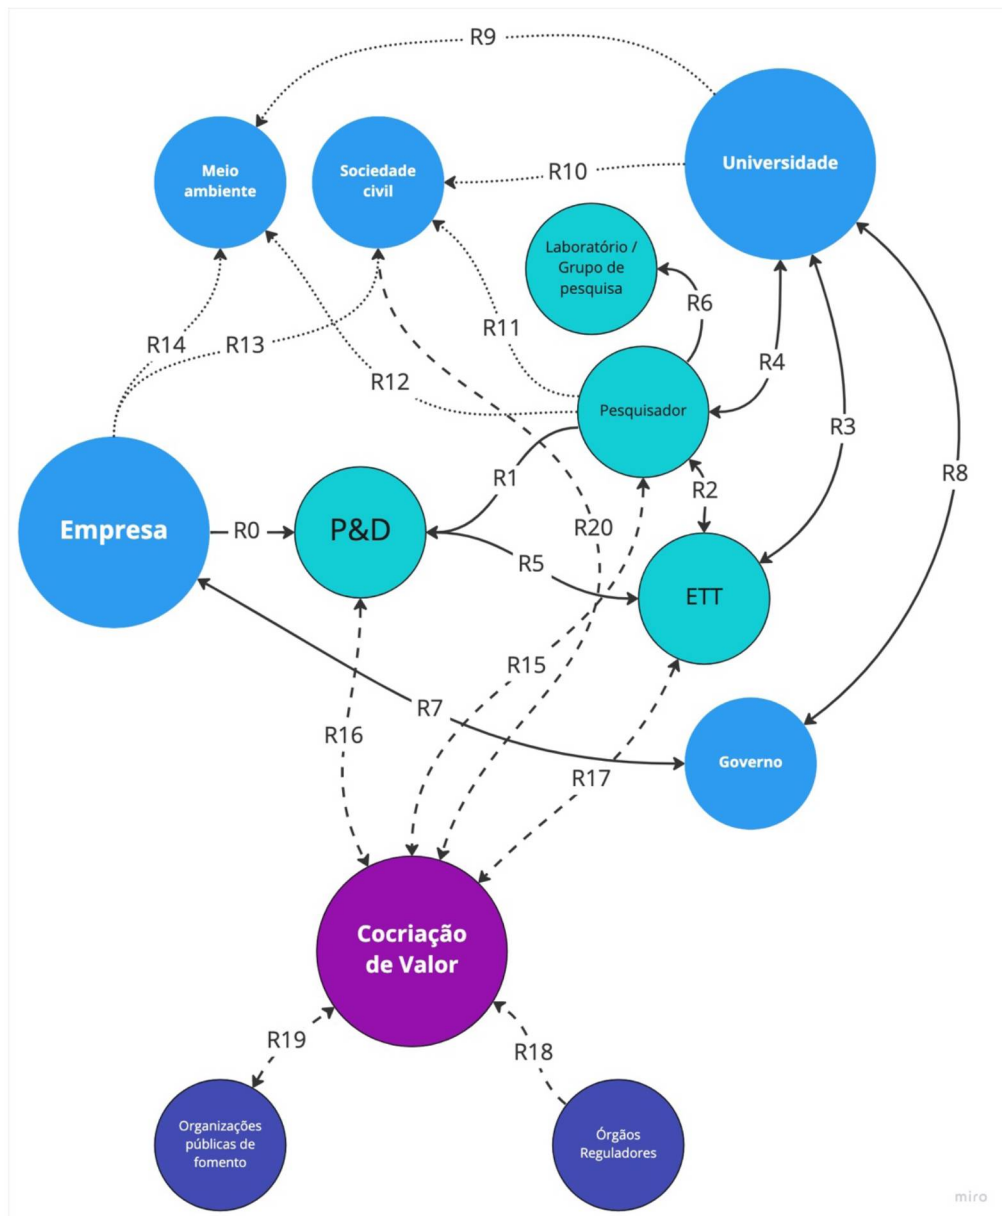 R9
Meio
ambiente
Sociedade
civil
R10
Universidade
Laboratório /
Grupo de
pesquisa
R6
R14
R13
R11
R12
R4
Pesquisador
R3
R1
R2
R8
Empresa
R0
P&D
R20
R5
ETT
R15
R7
R16
R17
Governo
Cocriação
de Valor
R19
R18
Organizações
públicas de
fomento
Órgãos
Reguladores
miro